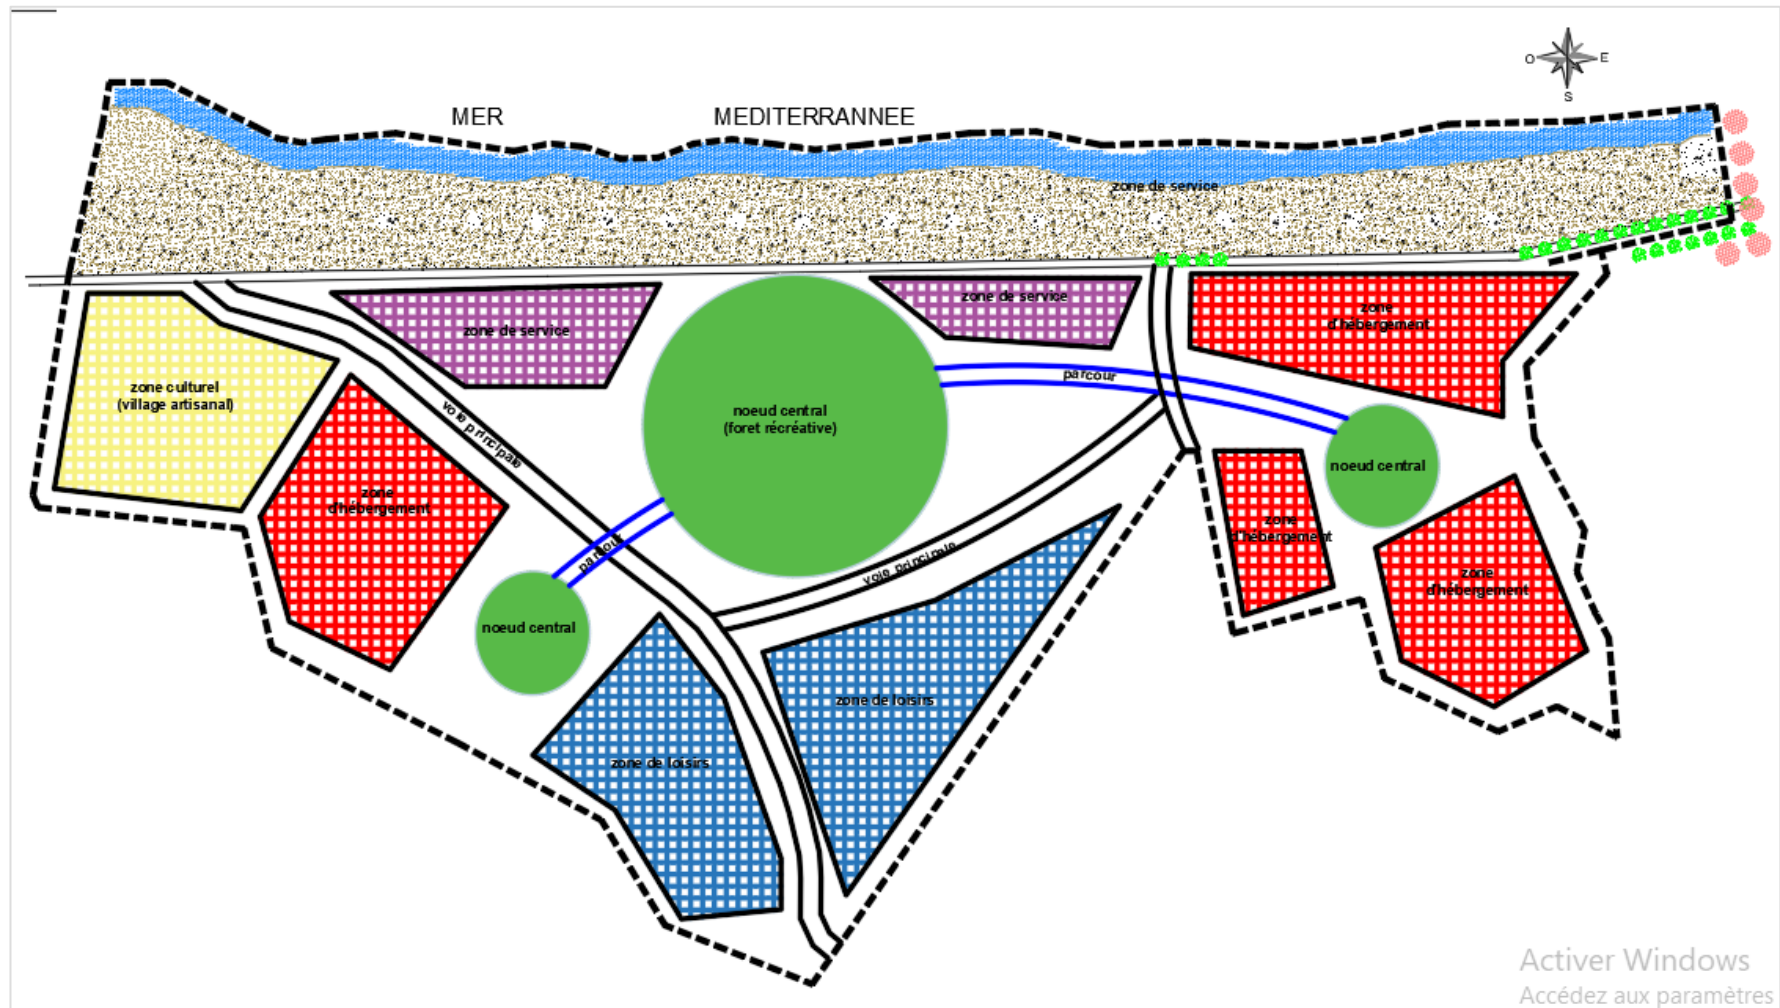 O
E
S
MER MEDITERRANNEE
zone de service
zone de service
zone de service
zone
d'hébergement
parcour
zone culturel
(village artisanal)
voie principale
noeud central
(foret récréative)
noeud central
zone
d'hébergement
zone
d'hébergement
parcour
voie principale
zone
d'hébergement
noeud central
zone de loisirs
zone de loisirs
Activer Windows
Accédez aux paramètres